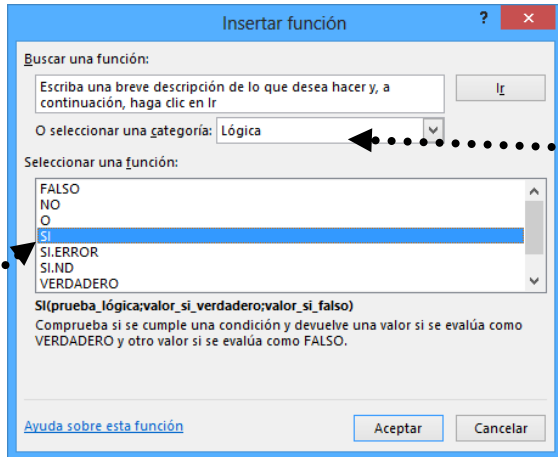 Insertar función
?
×
Buscar una función:
Escriba una breve descripción de lo que desea hacer y, a
continuación, haga clic en Ir
Ir
O seleccionar una categoría: Lógica
Seleccionar una función:
FALSO
NO
O
SI
SI.ERROR
SI.ND
VERDADERO
SI(prueba_lógica;valor_si_verdadero;valor_si_falso)
Comprueba si se cumple una condición y devuelve una valor si se evalúa como
VERDADERO y otro valor si se evalúa como FALSO.
Ayuda sobre esta función
Aceptar
Cancelar